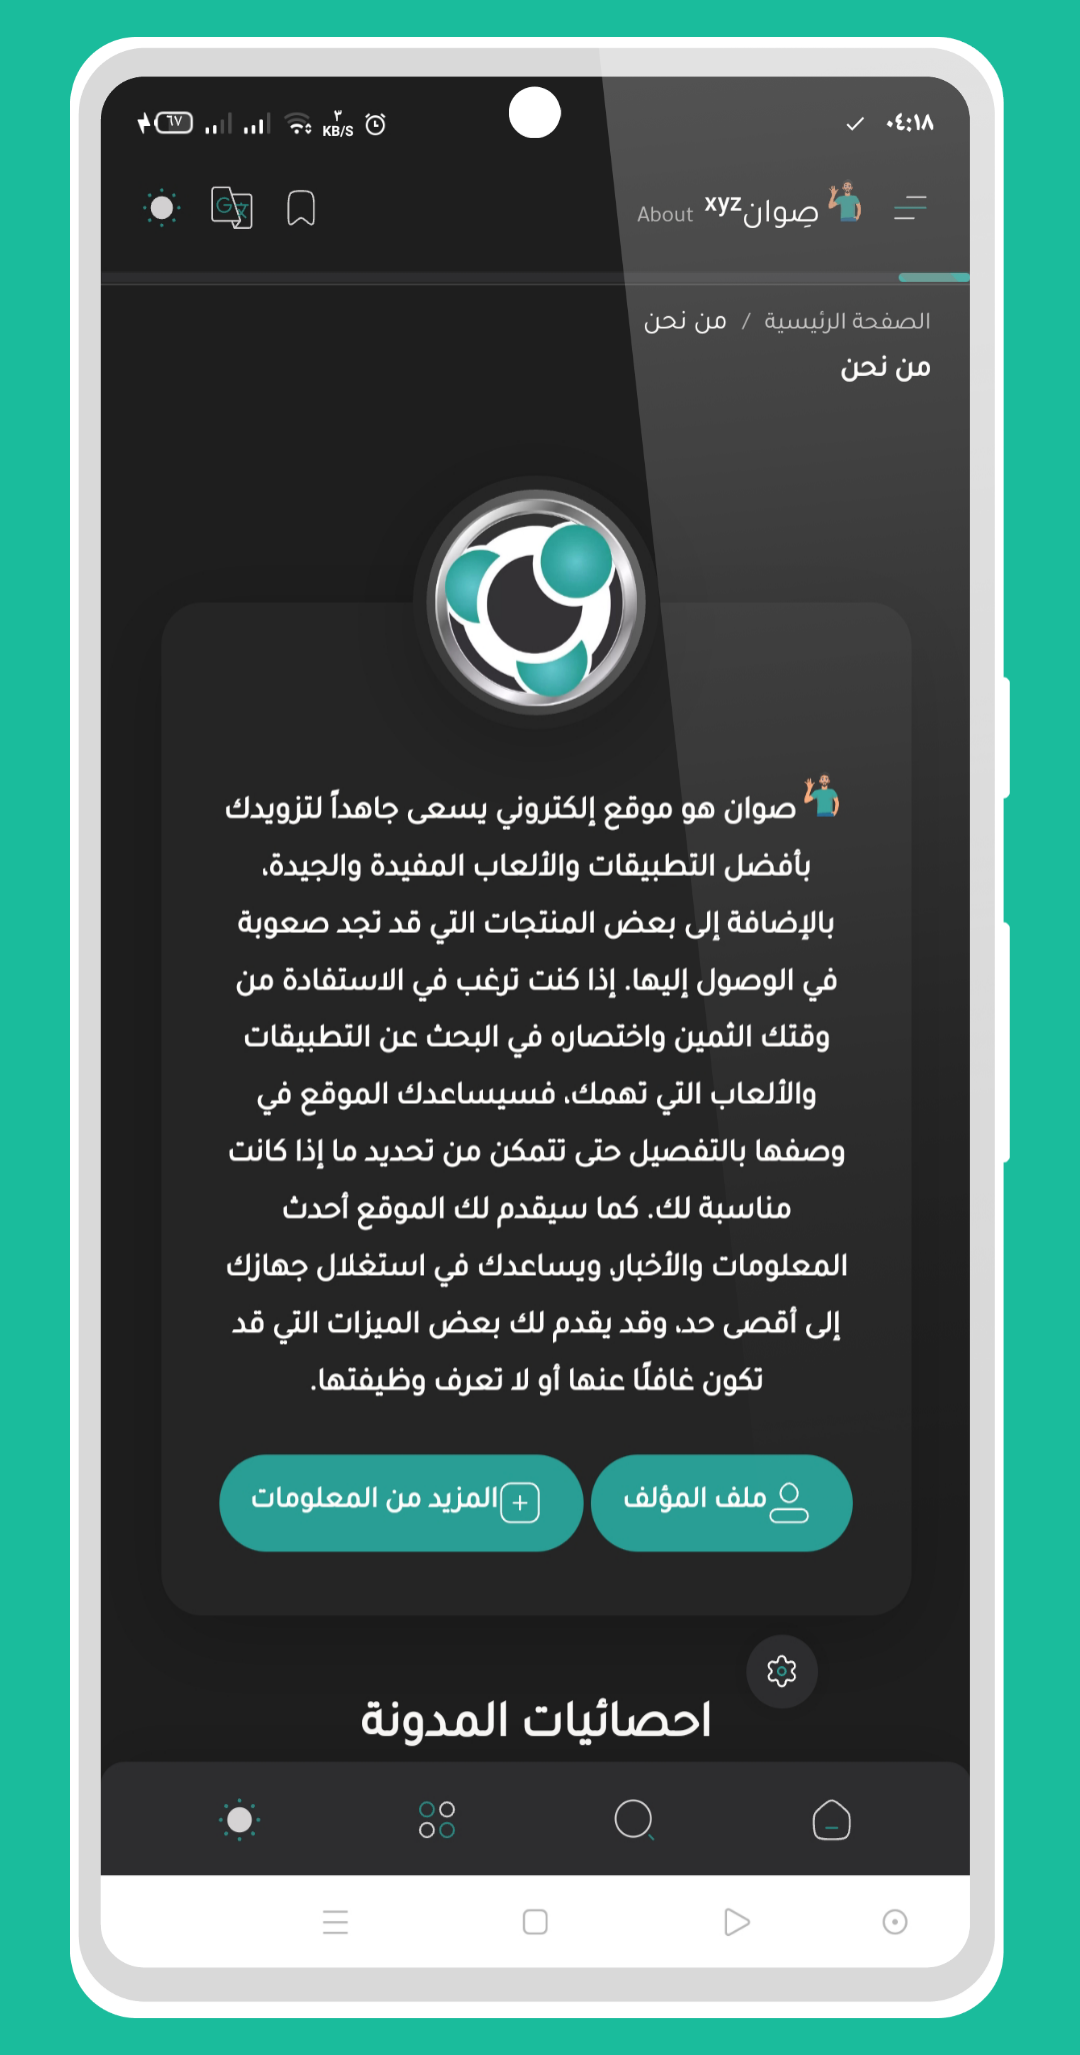 ٠٤:١٨
٣
KB/S
٦٧
صِوان xyz About
الصفحة الرئيسية / من نحن
من نحن
صوان هو موقع إلكتروني يسعى جاهداً لتزويدك
بأفضل التطبيقات والألعاب المفيدة والجيدة،
بالإضافة إلى بعض المنتجات التي قد تجد صعوبة
في الوصول إليها. إذا كنت ترغب في الاستفادة من
وقتك الثمين واختصاره في البحث عن التطبيقات
والألعاب التي تهمك، فسيساعدك الموقع في
وصفها بالتفصيل حتى تتمكن من تحديد ما إذا كانت
مناسبة لك. كما سيقدم لك الموقع أحدث
المعلومات والأخبار، ويساعدك في استغلال جهازك
إلى أقصى حد، وقد يقدم لك بعض الميزات التي قد
تكون غافلًا عنها أو لا تعرف وظيفتها.
ملف المؤلف
المزيد من المعلومات
احصائيات المدونة